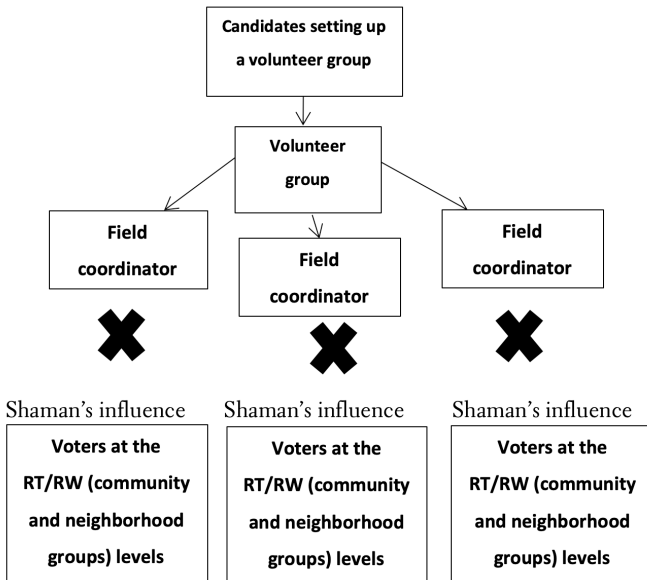 Candidates setting up
a volunteer group
Volunteer
group
Field
coordinator
Field
coordinator
Field
coordinator
Shaman’s influence
Shaman’s influence
Shaman’s influence
Voters at the
RT/RW (community
and neighborhood
groups) levels
Voters at the
RT/RW (community
and neighborhood
groups) levels
Voters at the
RT/RW (community
and neighborhood
groups) levels